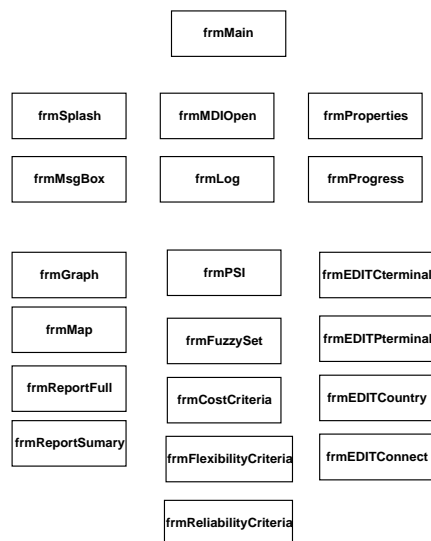 frmMain
frmSplash
frmMDIOpen
frmProperties
frmMsgBox
frmLog
frmProgress
frmGraph
frmPSI
frmEDITCterminal
frmMap
frmFuzzySet
frmEDITPterminal
frmReportFull
frmCostCriteria
frmEDITCountry
frmReportSumary
frmFlexibilityCriteria
frmEDITConnect
frmReliabilityCriteria